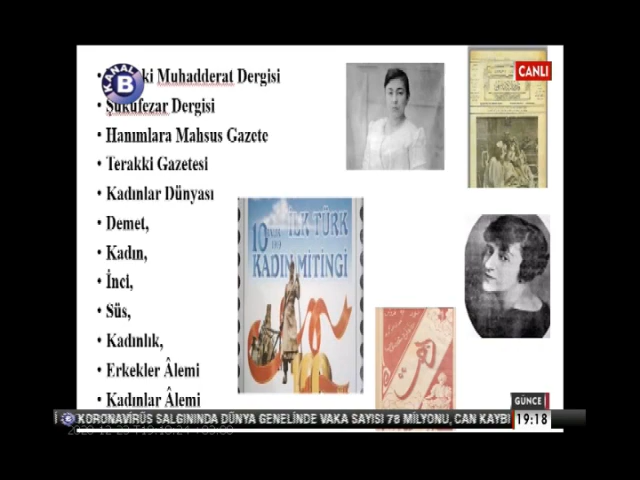 KANAL B
ki Muhadderat Dergisi
Şükufezar Dergisi
Hanımlara Mahsus Gazete
Terakki Gazetesi
Kadınlar Dünyası
Demet,
Kadın,
İnci,
Süs,
Kadınlık,
Erkekler Âlemi
Kadınlar Âlemi
CANLI
İLK TÜRK
KADIN MİTİNGİ
GÜNCE
KORONAVİRÜS SALGININDA DÜNYA GENELİNDE VAKA SAYISI 78 MİLYONU, CAN KAYBI
19:18